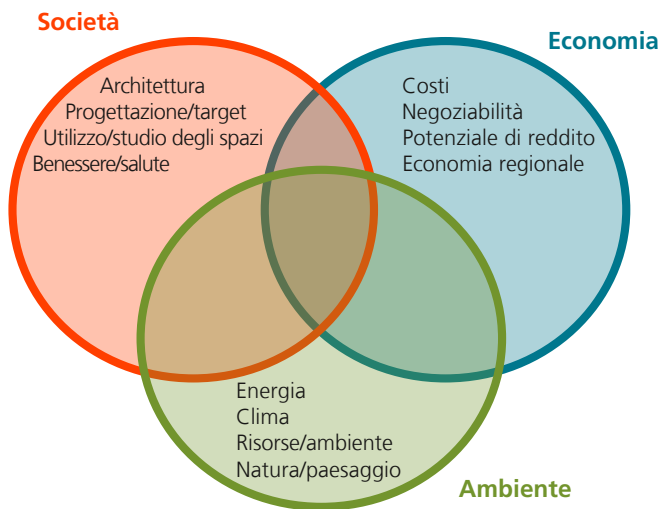 Società
Architettura
Progettazione/target
Utilizzo/studio degli spazi
Benessere/salute
Economia
Costi
Negoziabilità
Potenziale di reddito
Economia regionale
Energia
Clima
Risorse/ambiente
Natura/paesaggio
Ambiente